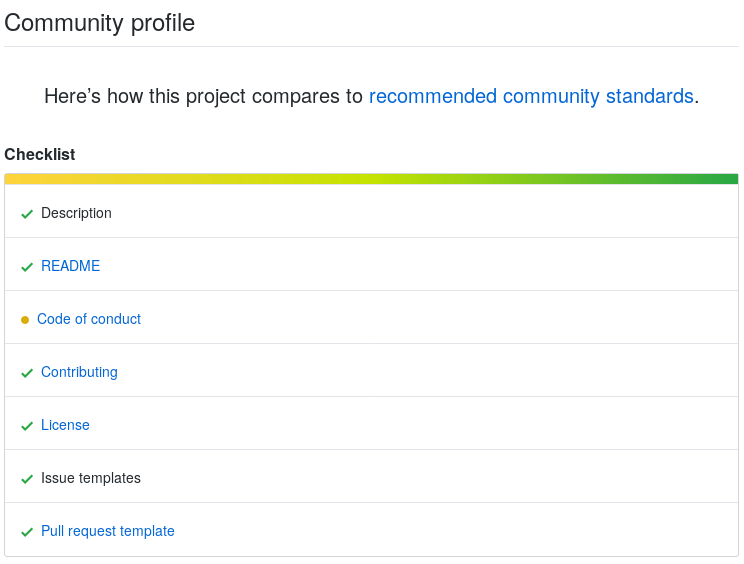 Community profile
Here’s how this project compares to recommended community standards.
Checklist
Description
README
Code of conduct
Contributing
License
Issue templates
Pull request template